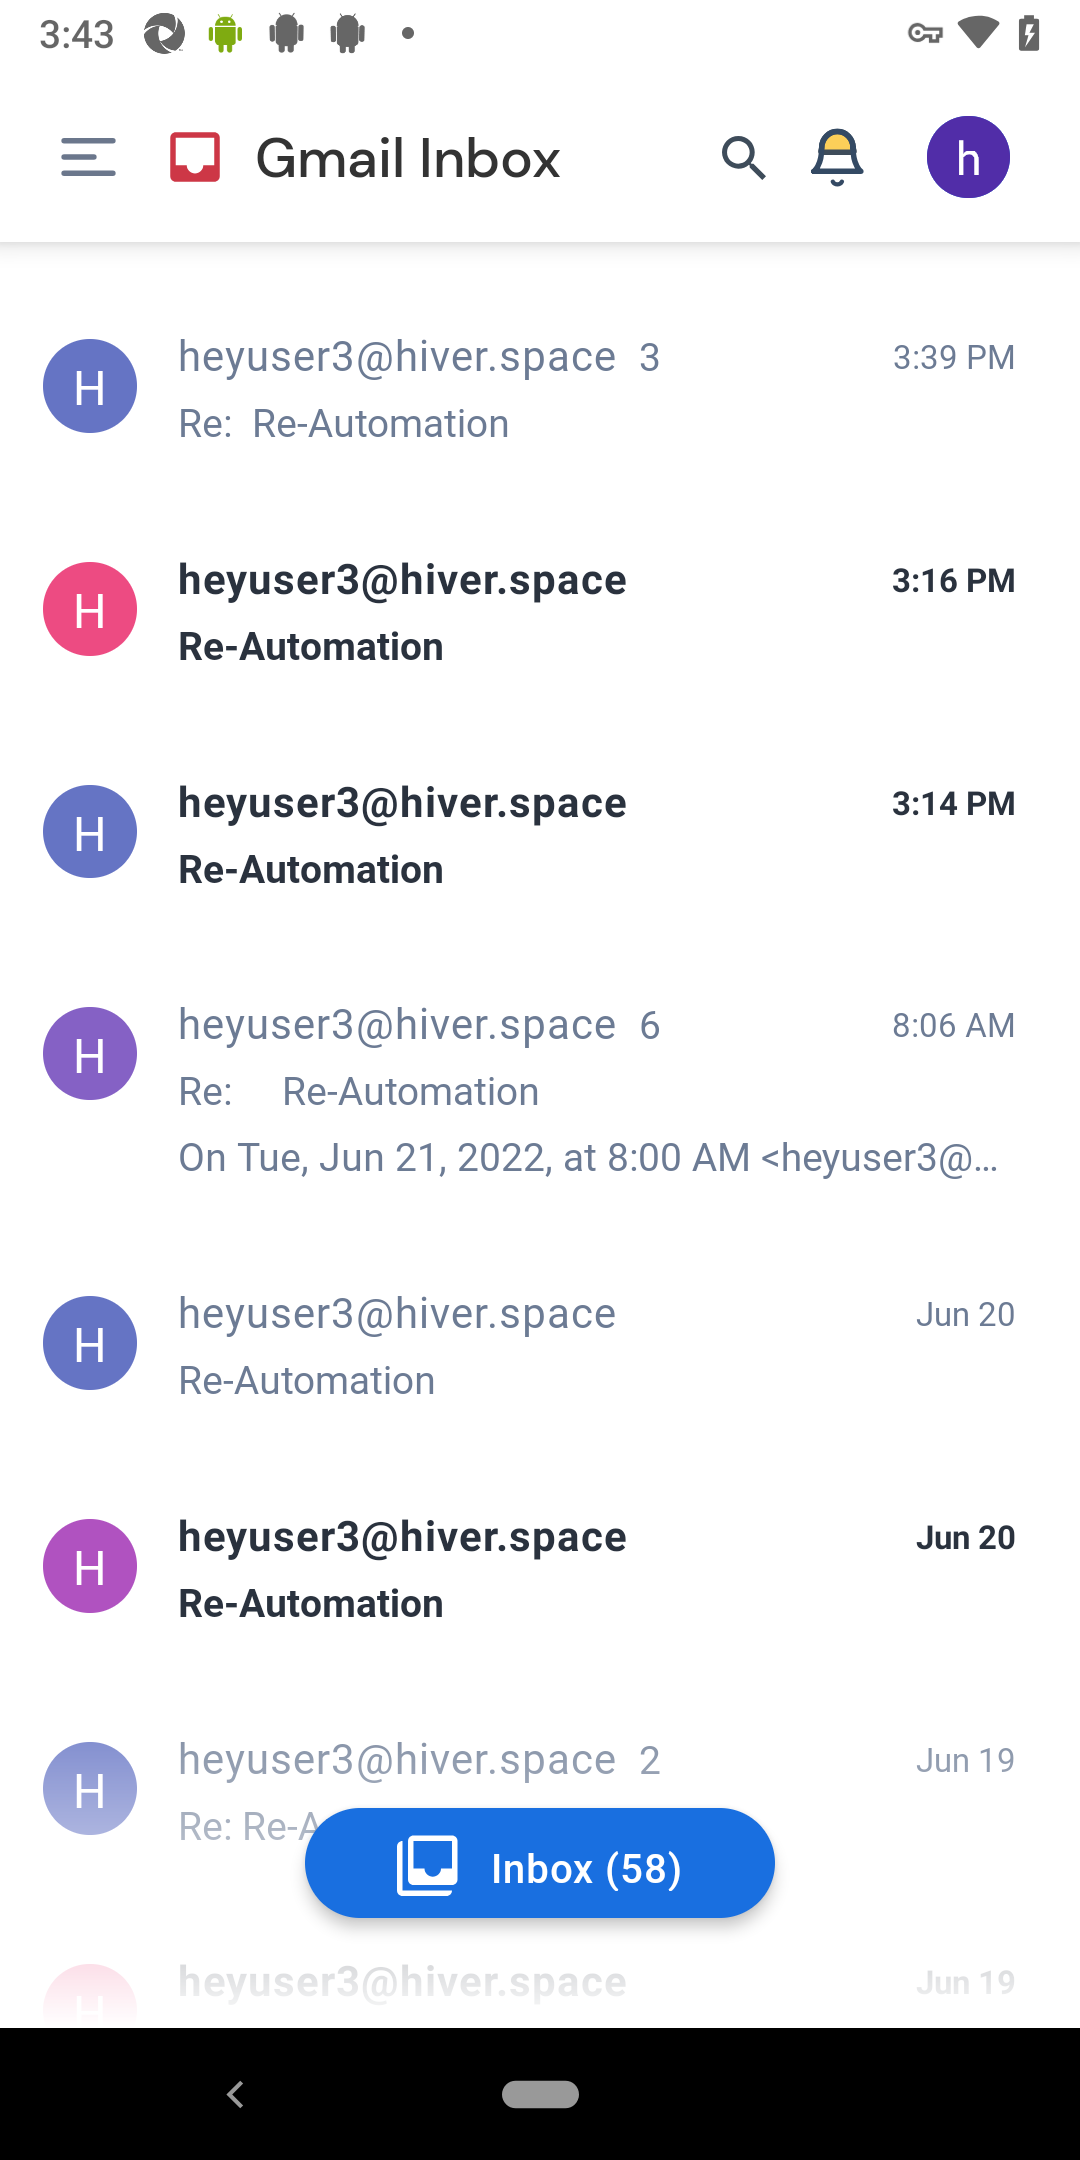 3:43
Gmail Inbox
h
H
heyuser3@hiver.space 3
3:39 PM
Re: Re-Automation
H
heyuser3@hiver.space
3:16 PM
Re-Automation
H
heyuser3@hiver.space
3:14 PM
Re-Automation
H
heyuser3@hiver.space 6
8:06 AM
Re: Re-Automation
On Tue, Jun 21, 2022, at 8:00 AM <heyuser3@...
H
heyuser3@hiver.space
Jun 20
Re-Automation
H
heyuser3@hiver.space
Jun 20
Re-Automation
H
heyuser3@hiver.space 2
Jun 19
Re: Re-A
Inbox (58)
H
heyuser3@hiver.space
Jun 19